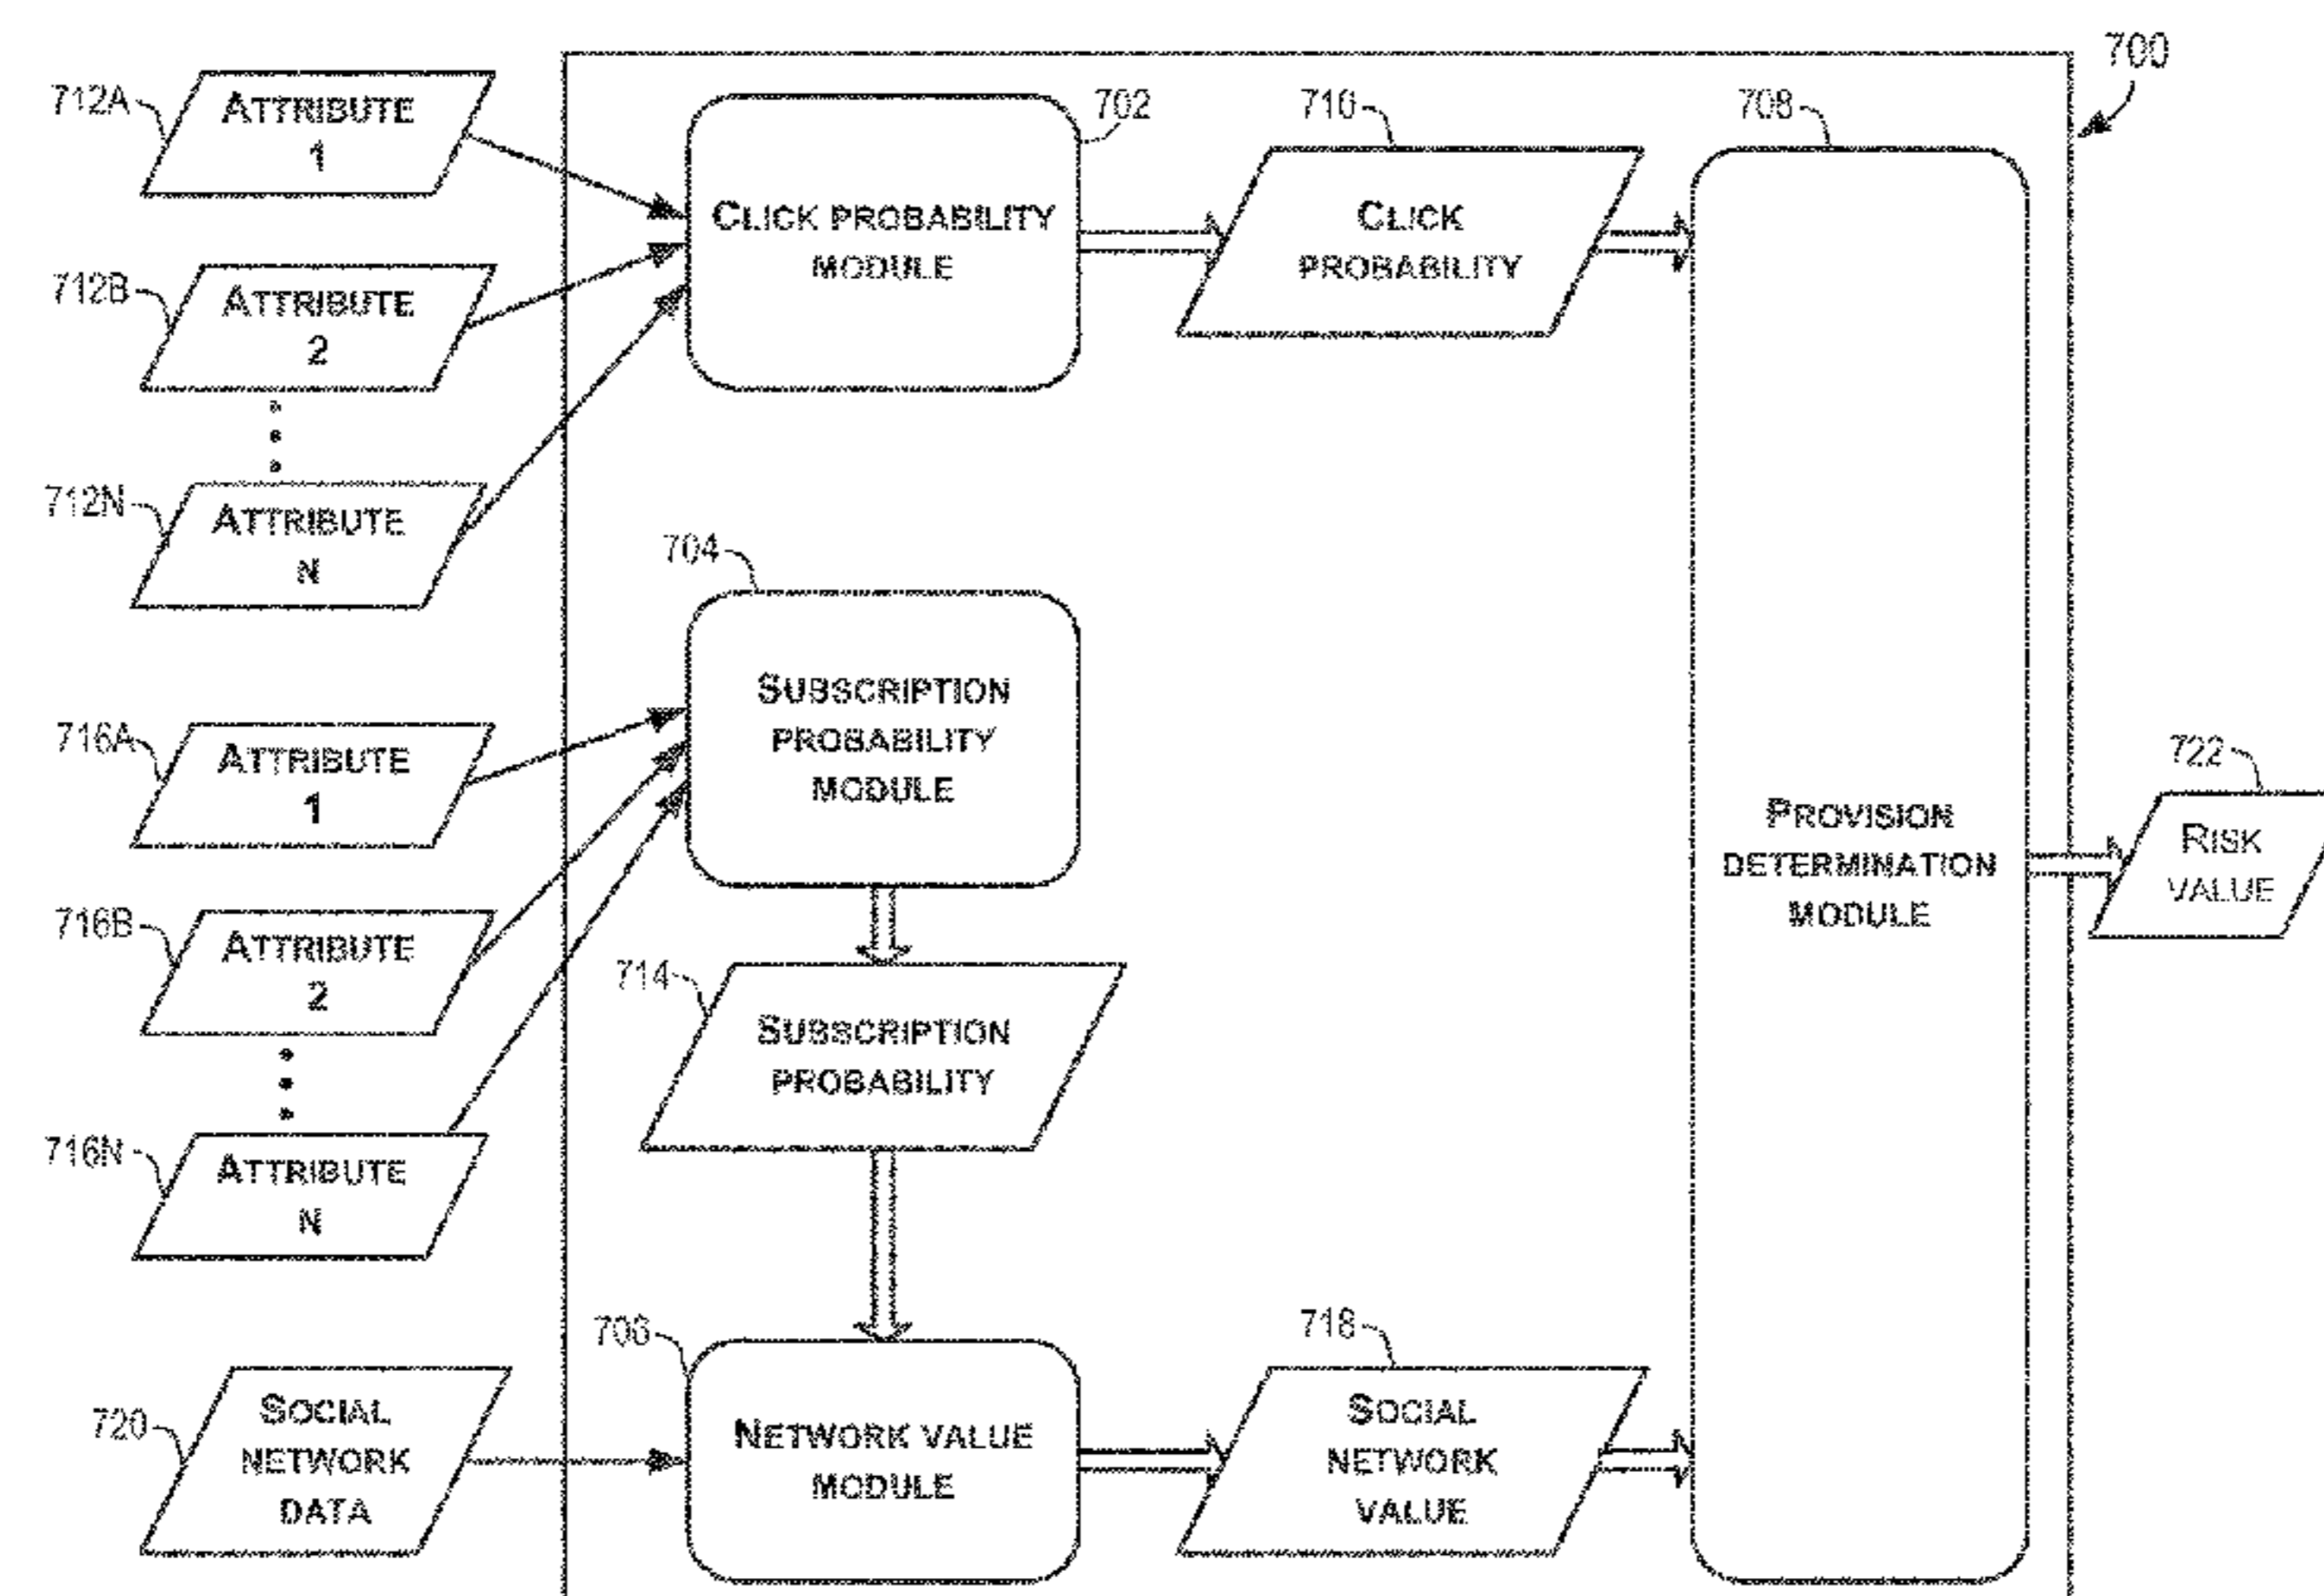 700
712A
ATTRIBUTE
1
702
710
708
CLICK PROBABILITY
MODULE
CLICK
PROBABILITY
712B
ATTRIBUTE
2
712N
ATTRIBUTE
N
704
SUBSCRIPTION
PROBABILITY
MODULE
716A
ATTRIBUTE
1
722
RISK
VALUE
PROVISION
DETERMINATION
MODULE
716B
ATTRIBUTE
2
714
SUBSCRIPTION
PROBABILITY
716N
ATTRIBUTE
N
706
718
720
SOCIAL
NETWORK
DATA
NETWORK VALUE
MODULE
SOCIAL
NETWORK
VALUE